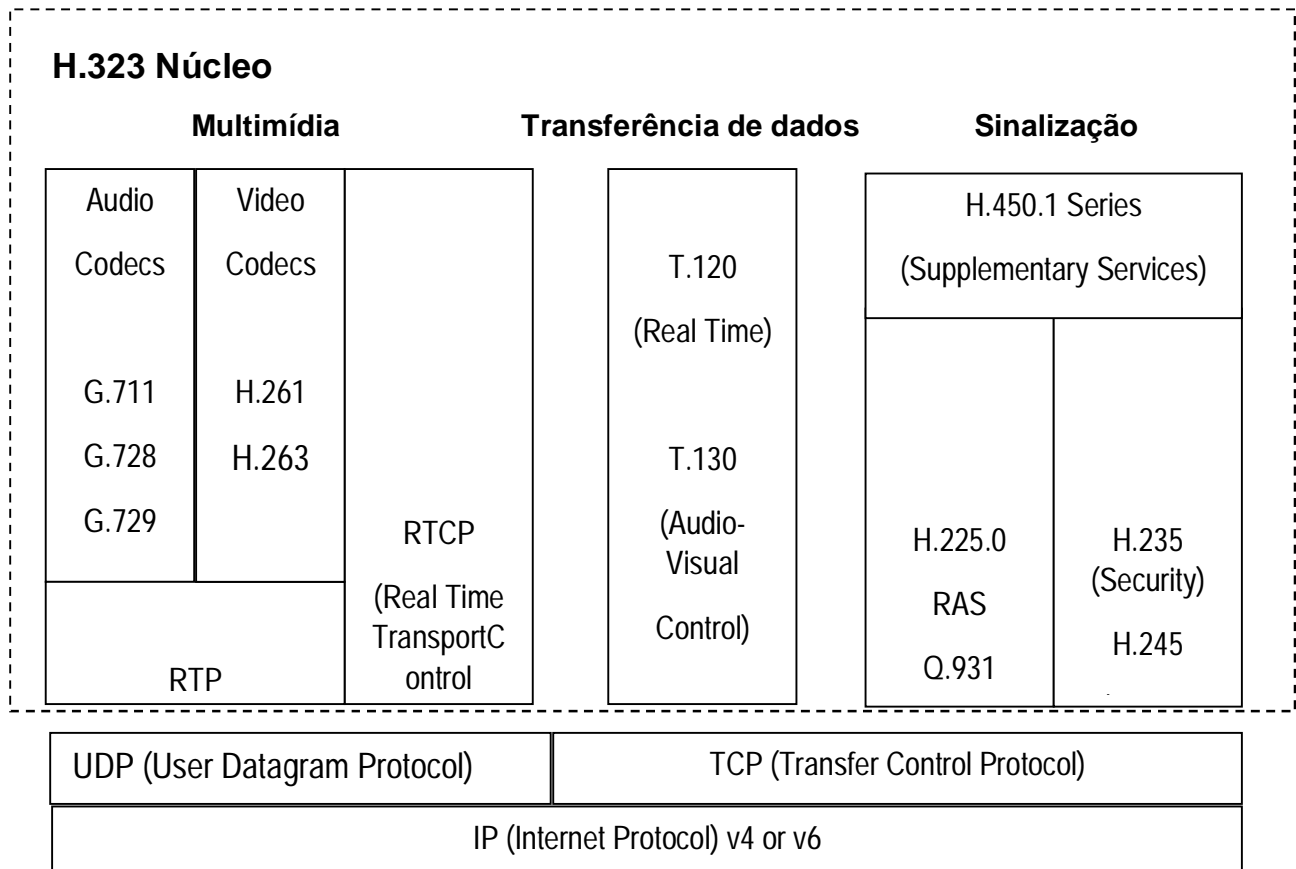 H.323 Núcleo
Multimídia
Transferência de dados
Sinalização
Audio
Codecs
G.711
G.728
G.729
Video
Codecs
H.261
H.263
RTP
RTCP
(Real Time
TransportC
ontrol
T.120
(Real Time)
T.130
(Audio-
Visual
Control)
H.450.1 Series
(Supplementary Services)
H.225.0
RAS
Q.931
H.235
(Security)
H.245
UDP (User Datagram Protocol)
TCP (Transfer Control Protocol)
IP (Internet Protocol) v4 or v6